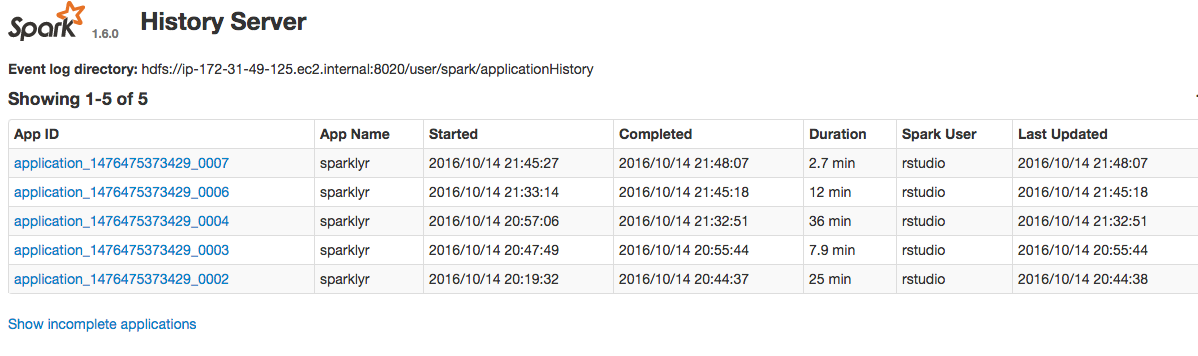 Spark 1.6.0 History Server
Event log directory: hdfs://ip-172-31-49-125.ec2.internal:8020/user/spark/applicationHistory
Showing 1-5 of 5
App ID App Name Started Completed Duration Spark User Last Updated
application_1476475373429_0007 sparklyr 2016/10/14 21:45:27 2016/10/14 21:48:07 2.7 min rstudio 2016/10/14 21:48:07
application_1476475373429_0006 sparklyr 2016/10/14 21:33:14 2016/10/14 21:45:18 12 min rstudio 2016/10/14 21:45:18
application_1476475373429_0004 sparklyr 2016/10/14 20:57:06 2016/10/14 21:32:51 36 min rstudio 2016/10/14 21:32:51
application_1476475373429_0003 sparklyr 2016/10/14 20:47:49 2016/10/14 20:55:44 7.9 min rstudio 2016/10/14 20:55:44
application_1476475373429_0002 sparklyr 2016/10/14 20:19:32 2016/10/14 20:44:37 25 min rstudio 2016/10/14 20:44:38
Show incomplete applications